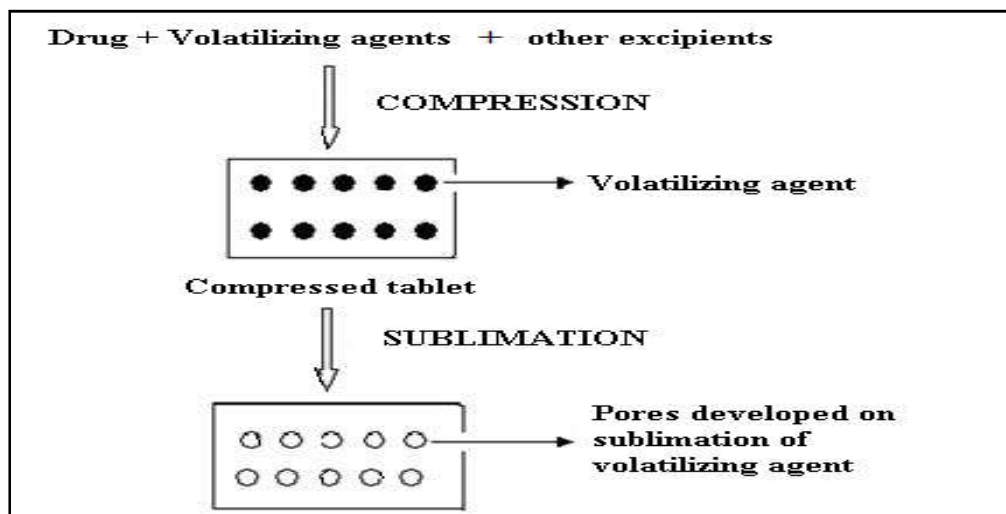 Drug + Volatilizing agents + other excipients
COMPRESSION
Volatilizing agent
Compressed tablet
SUBLIMATION
Pores developed on
sublimation of
volatilizing agent